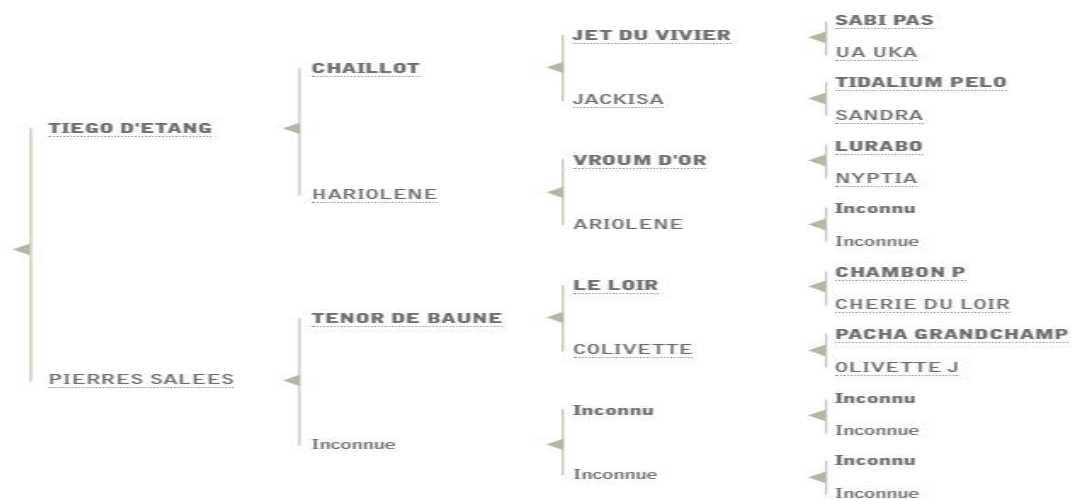 SABI PAS
JET DU VIVIER
UA UKA
CHAILLOT
TIDALIUM PELO
JACKISA
SANDRA
TIEGO D'ETANG
LURABO
VROUM D'OR
NYPTIA
HARIOLENE
Inconnu
ARIOLENE
Inconnue
CHAMBON P
LE LOIR
CHERIE DU LOIR
TENOR DE BAUNE
PACHA GRANDCHAMP
COLIVETTE
OLIVETTE J
PIERRES SALEES
Inconnu
Inconnu
Inconnue
Inconnue
Inconnu
Inconnue
Inconnue